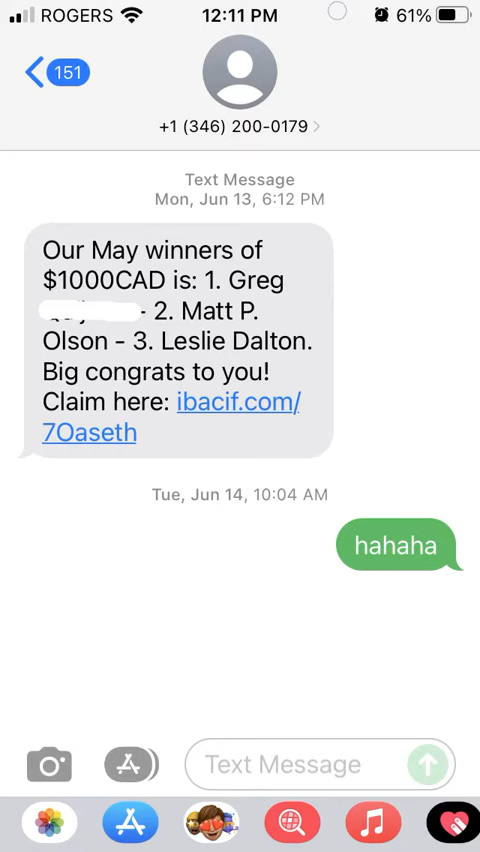 ROGERS 12:11 PM 61%
151
+1 (346) 200-0179
Text Message
Mon, Jun 13, 6:12 PM
Our May winners of
$1000CAD is: 1. Greg
- 2. Matt P.
Olson - 3. Leslie Dalton.
Big congrats to you!
Claim here: ibacif.com/
7Oaseth
Tue, Jun 14, 10:04 AM
hahaha
Text Message